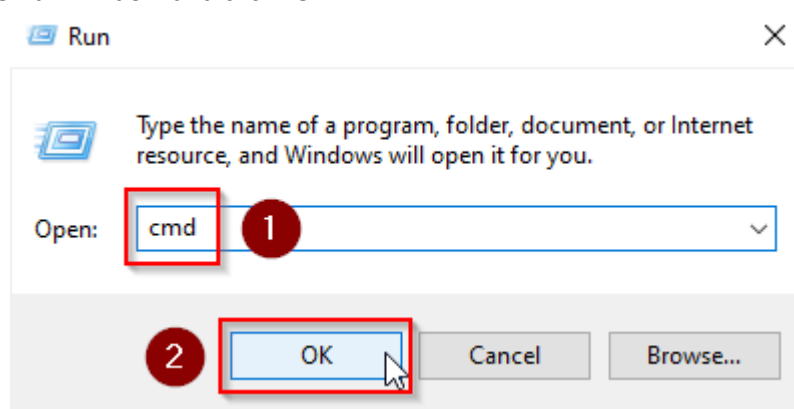 Run
Type the name of a program, folder, document, or Internet
resource, and Windows will open it for you.
Open: cmd 1
2 OK Cancel Browse...